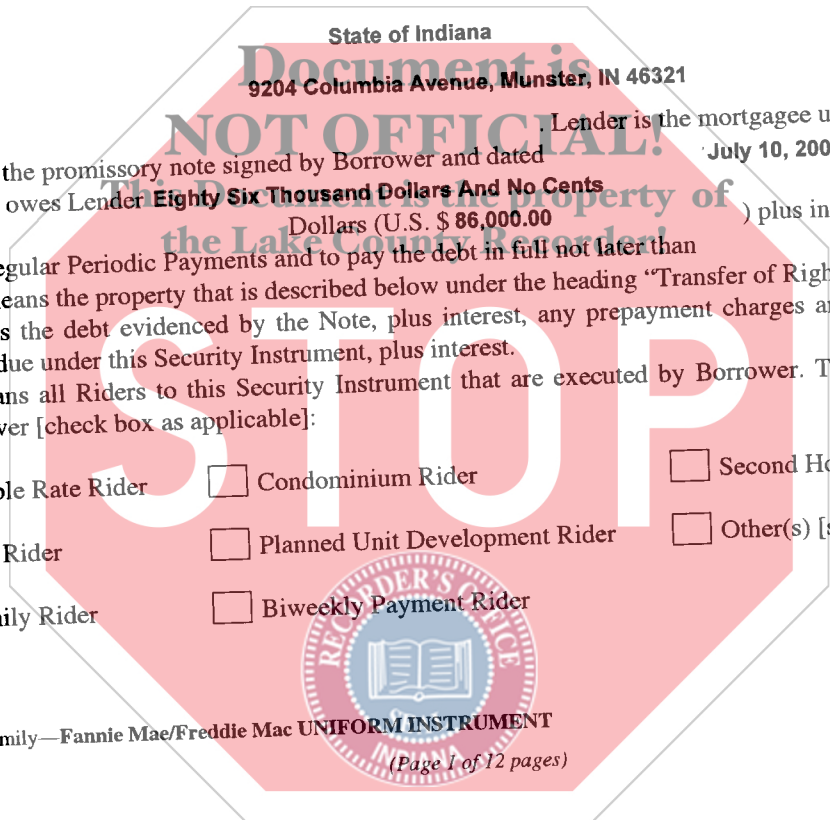 State of Indiana
Document is
9204 Columbia Avenue, Munster, IN 46321
NOT OFFICIAL!
. Lender is the mortgagee u
the promissory note signed by Borrower and dated July 10, 200
This Document is the property of
owes Lender Eighty Six Thousand Dollars And No Cents
Dollars (U.S. $ 86,000.00 ) plus in
the Lake County Recorder!
egular Periodic Payments and to pay the debt in full not later than
eans the property that is described below under the heading “Transfer of Righ
s the debt evidenced by the Note, plus interest, any prepayment charges a
due under this Security Instrument, plus interest.
ans all Riders to this Security Instrument that are executed by Borrower. T
ver [check box as applicable]:
STOP
ble Rate Rider Condominium Rider Second Ho
Rider Planned Unit Development Rider Other(s) [s
ily Rider Biweekly Payment Rider
RECORDER'S OFFICE
SEAL
INDIANA
mily—Fannie Mae/Freddie Mac UNIFORM INSTRUMENT
(Page 1 of 12 pages)